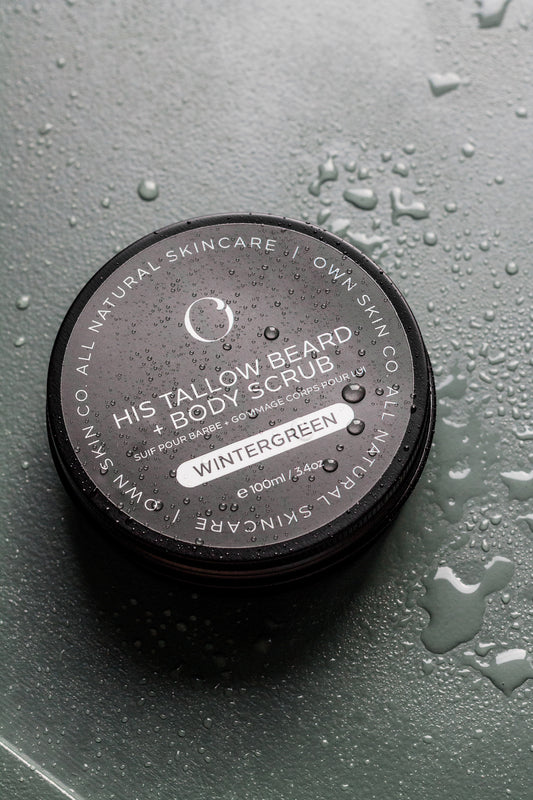 OWN SKIN CO. ALL NATURAL SKINCARE | OWN SKIN CO. ALL NATURAL SKINCARE |
HIS TALLOW BEARD
+ BODY SCRUB
SUIF POUR BARBE + GOMMAGE CORPS POUR LUI
WINTERGREEN
e 100ml / 3.4oz